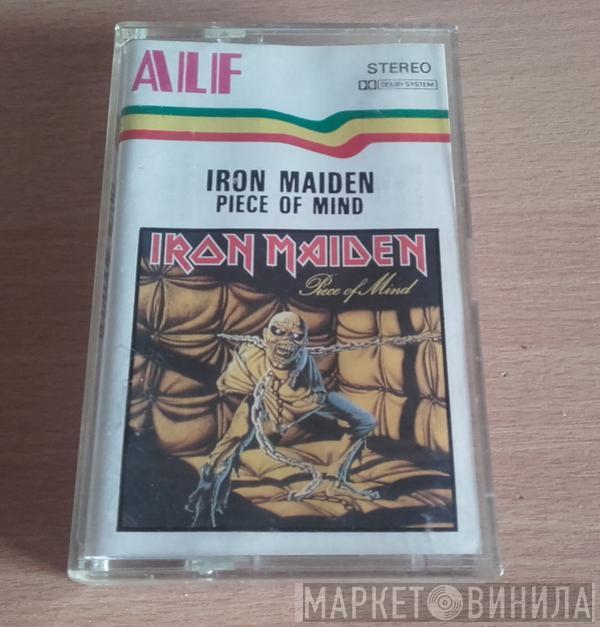 ALF
STEREO
DOLBY SYSTEM
IRON MAIDEN
PIECE OF MIND
IRON MAIDEN
Piece of Mind
МАРКЕТ ВИНИЛА